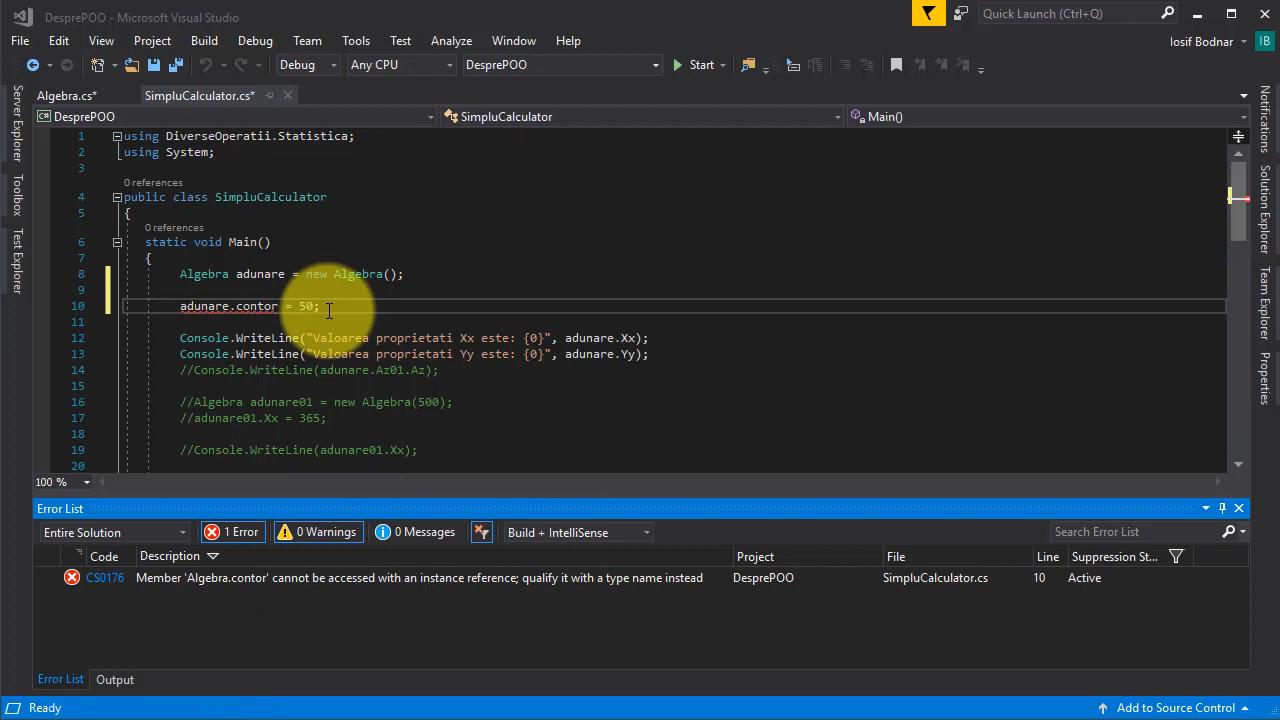 DesprePOO - Microsoft Visual Studio
Quick Launch (Ctrl+Q)
File Edit View Project Build Debug Team Tools Test Analyze Window Help
Iosif Bodnar
IB
Debug Any CPU DesprePOO Start
Algebra.cs* SimpluCalculator.cs*
DesprePOO SimpluCalculator Main()
Server Explorer
Toolbox
Test Explorer
Notifications
Solution Explorer
Team Explorer
Properties
1 using DiverseOperatii.Statistica;
2 using System;
3
0 references
4 public class SimpluCalculator
5 {
0 references
6 static void Main()
7 {
8 Algebra adunare = new Algebra();
9
10 adunare.contor = 50;
11
12 Console.WriteLine("Valoarea proprietati Xx este: {0}", adunare.Xx);
13 Console.WriteLine("Valoarea proprietati Yy este: {0}", adunare.Yy);
14 //Console.WriteLine(adunare.Az01.Az);
15
16 //Algebra adunare01 = new Algebra(500);
17 //adunare01.Xx = 365;
18
19 //Console.WriteLine(adunare01.Xx);
20
100 %
Error List
Entire Solution 1 Error 0 Warnings 0 Messages Build + IntelliSense Search Error List
Code Description Project File Line Suppression St...
CS0176 Member 'Algebra.contor' cannot be accessed with an instance reference; qualify it with a type name instead DesprePOO SimpluCalculator.cs 10 Active
Error List Output
Ready Add to Source Control